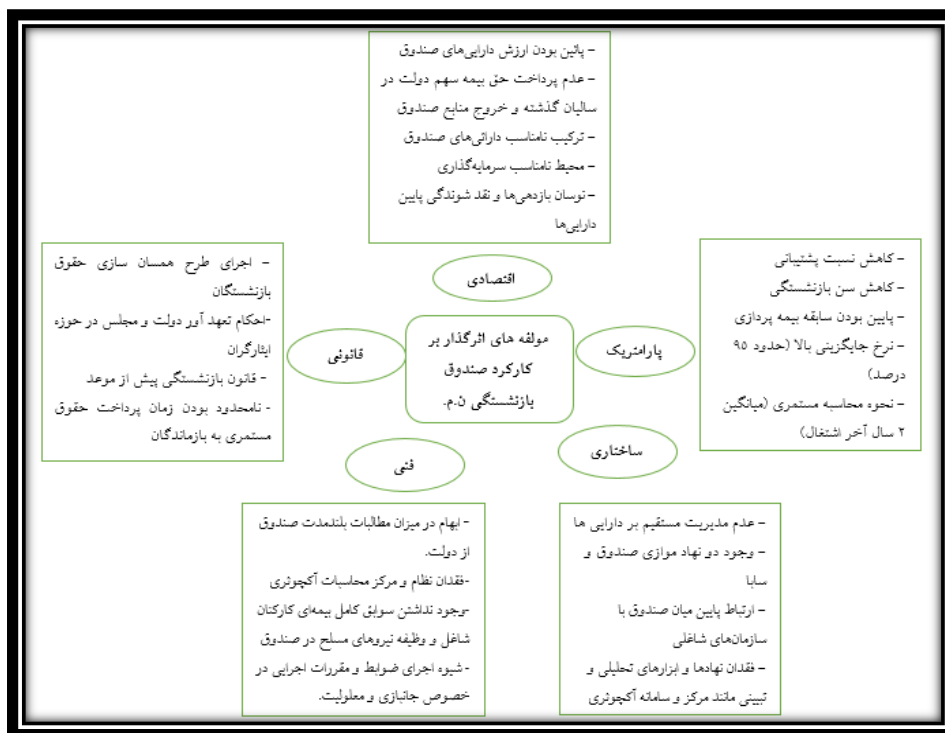 – پائین بودن ارزش دارایی‌های صندوق
– عدم پرداخت حق بیمه سهم دولت در
سالیان گذشته و خروج منابع صندوق
– ترکیب نامناسب دارائی‌های صندوق
– محیط نامناسب سرمایه‌گذاری
–نوسان بازدهی‌ها و نقد شوندگی پایین
دارایی‌ها
اقتصادی
– کاهش نسبت پشتیبانی
– کاهش سن بازنشستگی
– پایین بودن سابقه بیمه پردازی
– نرخ جایگزینی بالا (حدود ۹۵
درصد)
– نحوه محاسبه مستمری (میانگین
۲ سال آخر اشتغال)
پارامتریک
مولفه های اثرگذار بر
کارکرد صندوق
بازنشستگی ن.م.
قانونی
– اجرای طرح همسان سازی حقوق
بازنشستگان
-احکام تعهد آور دولت و مجلس در حوزه
ایثارگران
- قانون بازنشستگی پیش از موعد
- نامحدود بودن زمان پرداخت حقوق
مستمری به بازماندگان
ساختاری
فنی
– عدم مدیریت مستقیم بر دارایی ها
– وجود دو نهاد موازی صندوق و
ساتا
– ارتباط پایین میان صندوق با
سازمان‌های شاغلی
– فقدان نهادها و ابزارهای تحلیلی و
تبینی مانند مرکز و سامانه آکچوئری
- ابهام در میزان مطالبات بلندمدت صندوق
از دولت.
-فقدان نظام و مرکز محاسبات آکچوئری
-وجود نداشتن سوابق کامل بیمه‌ای کارکنان
شاغل و وظیفه نیروهای مسلح در صندوق
- شیوه اجرای ضوابط و مقررات اجرایی در
خصوص جانبازی و معلولیت.